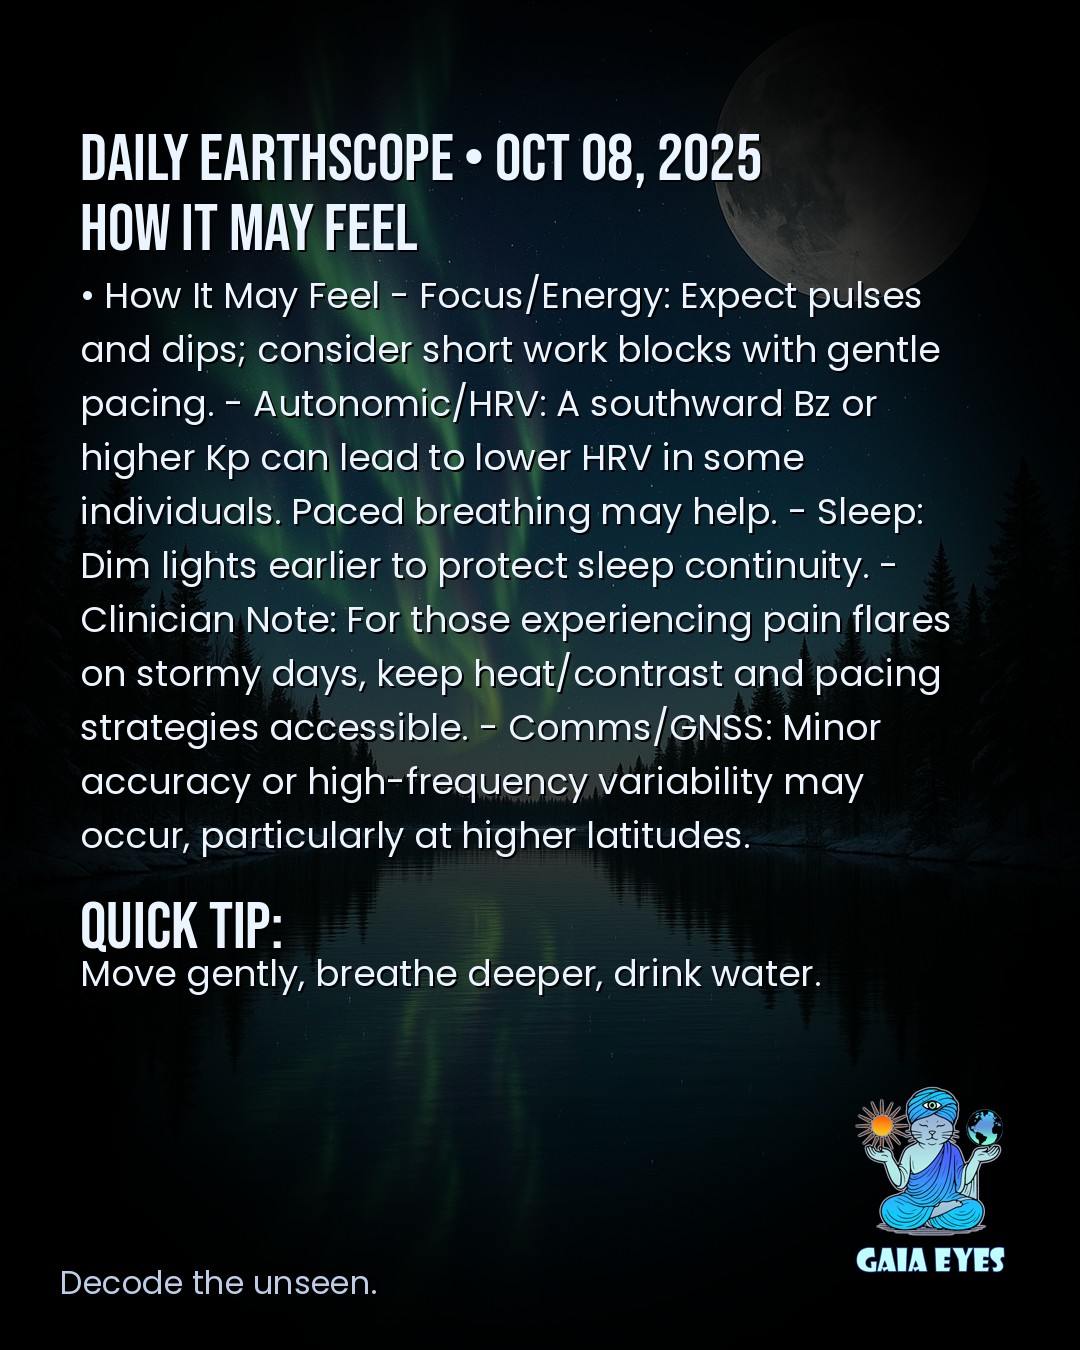 DAILY EARTHSCOPE • OCT 08, 2025
HOW IT MAY FEEL
• How It May Feel - Focus/Energy: Expect pulses
and dips; consider short work blocks with gentle
pacing. - Autonomic/HRV: A southward Bz or
higher Kp can lead to lower HRV in some
individuals. Paced breathing may help. - Sleep:
Dim lights earlier to protect sleep continuity. -
Clinician Note: For those experiencing pain flares
on stormy days, keep heat/contrast and pacing
strategies accessible. - Comms/GNSS: Minor
accuracy or high-frequency variability may
occur, particularly at higher latitudes.
QUICK TIP:
Move gently, breathe deeper, drink water.
GAIA EYES
Decode the unseen.